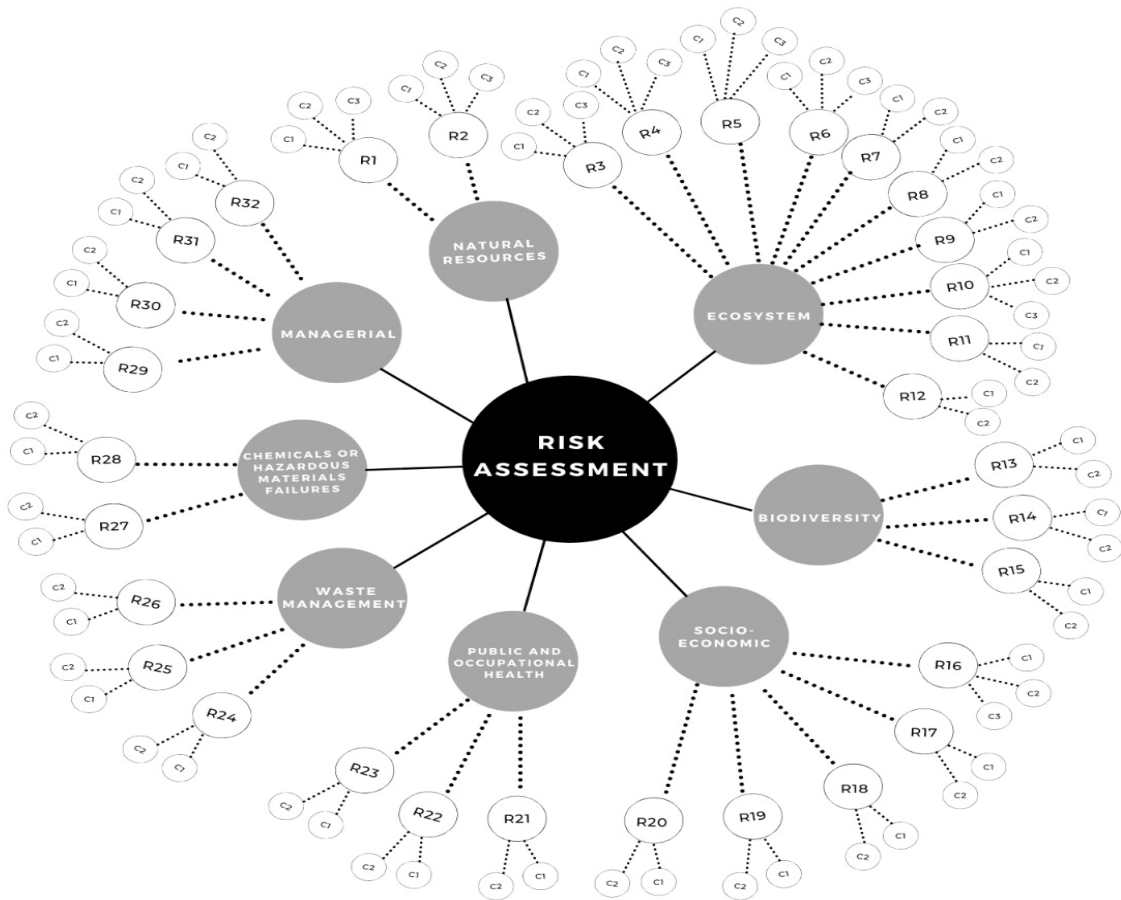 RISK
ASSESSMENT
NATURAL
RESOURCES
R1
C1
C2
C3
R2
C1
C2
C3
ECOSYSTEM
R3
C1
C2
C3
R4
C1
C2
C3
R5
C1
C2
C3
R6
C1
C2
C3
R7
C1
C2
R8
C1
C2
R9
C1
C2
R10
C1
C2
C3
R11
C1
C2
R12
C1
C2
BIODIVERSITY
R13
C1
C2
R14
C1
C2
R15
C1
C2
SOCIO-
ECONOMIC
R16
C1
C2
C3
R17
C1
C2
R18
C1
C2
R19
C1
C2
R20
C1
C2
PUBLIC AND
OCCUPATIONAL
HEALTH
R21
C1
C2
R22
C1
C2
R23
C1
C2
WASTE
MANAGEMENT
R24
C1
C2
R25
C1
C2
R26
C1
C2
CHEMICALS OR
HAZARDOUS
MATERIALS
FAILURES
R27
C1
C2
R28
C1
C2
MANAGERIAL
R29
C1
C2
R30
C1
C2
R31
C1
C2
R32
C1
C2